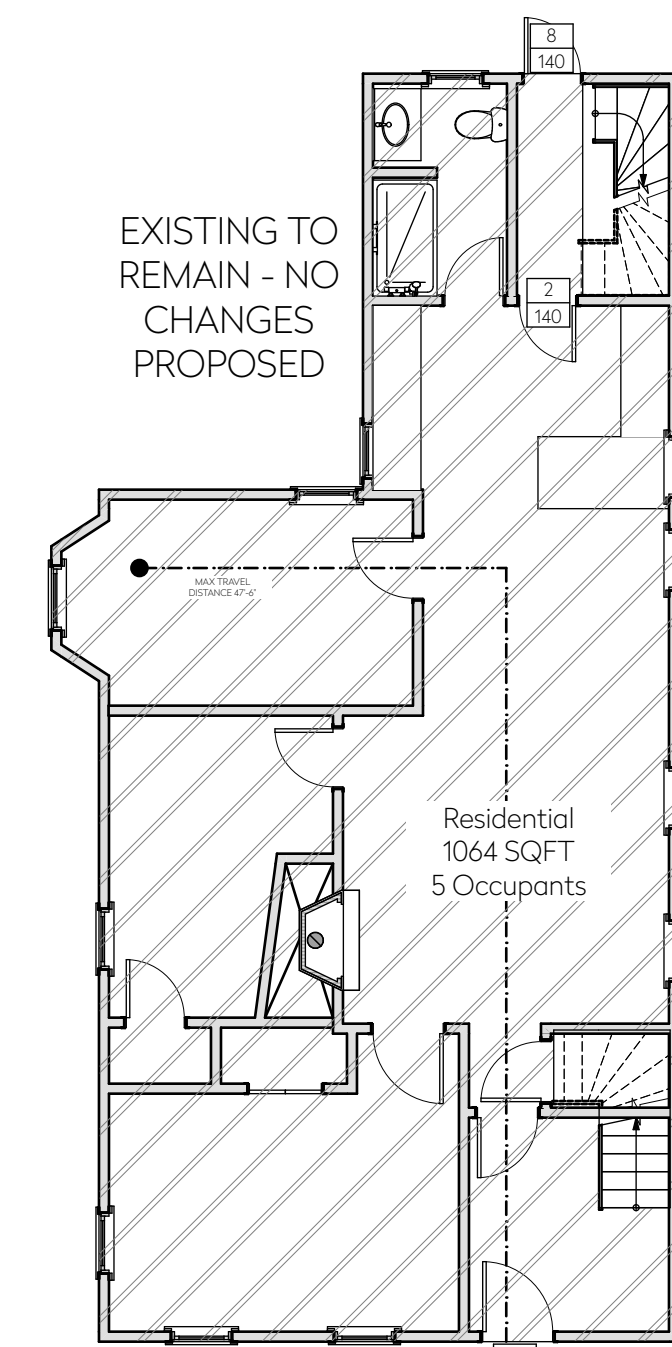 8
140
EXISTING TO
REMAIN - NO
CHANGES
PROPOSED
2
140
MAX TRAVEL
DISTANCE 47'-6"
Residential
1064 SQFT
5 Occupants